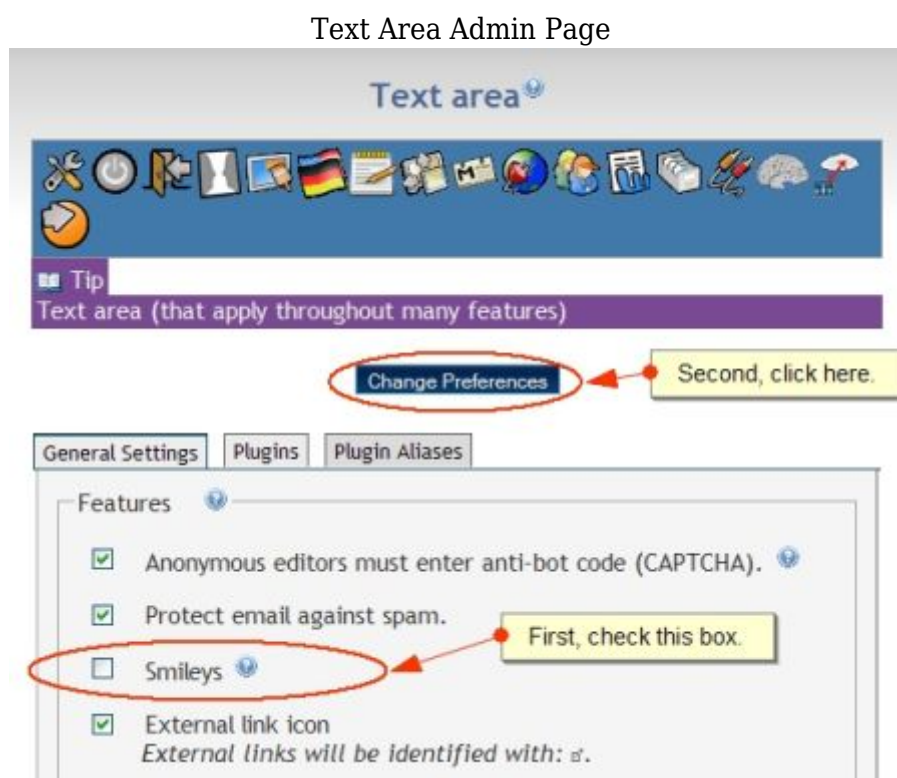 Text Area Admin Page
Text area
Tip
Text area (that apply throughout many features)
Change Preferences
Second, click here.
General Settings
Plugins
Plugin Aliases
Features
Anonymous editors must enter anti-bot code (CAPTCHA).
Protect email against spam.
First, check this box.
Smileys
External link icon
External links will be identified with: .